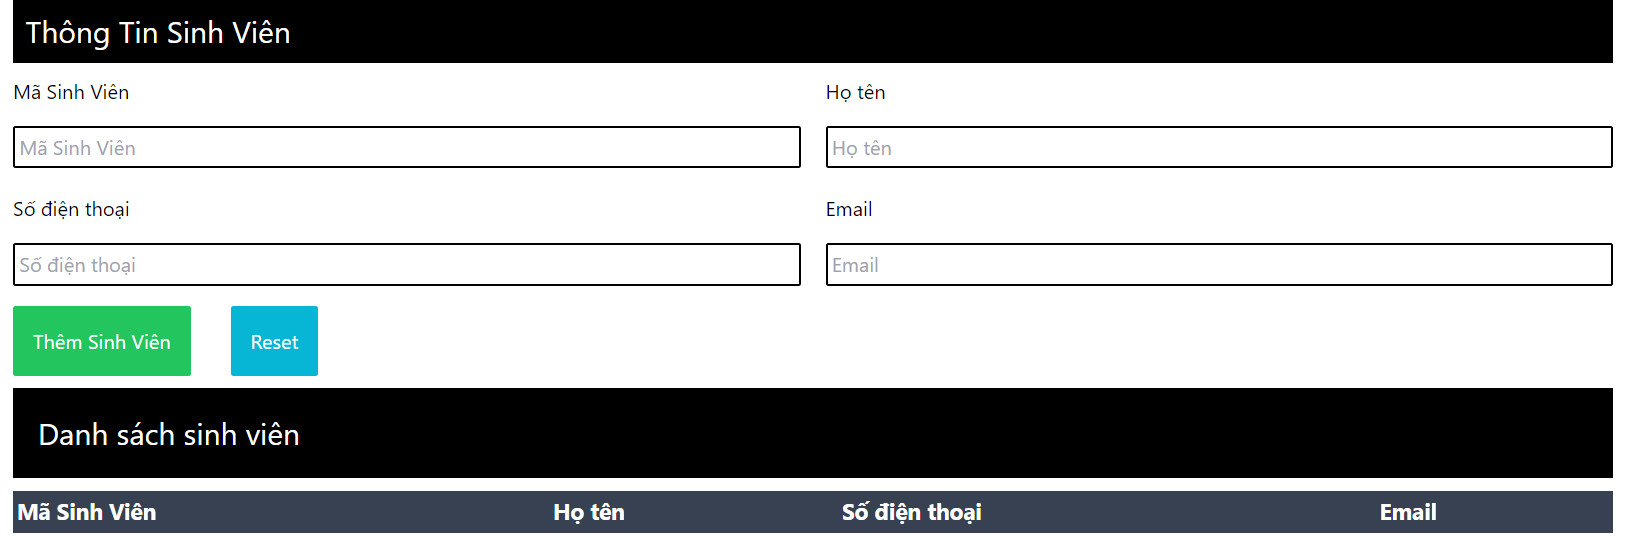 Thông Tin Sinh Viên
Mã Sinh Viên Họ tên
Mã Sinh Viên Họ tên
Số điện thoại Email
Số điện thoại Email
Thêm Sinh Viên Reset
Danh sách sinh viên
Mã Sinh Viên Họ tên Số điện thoại Email